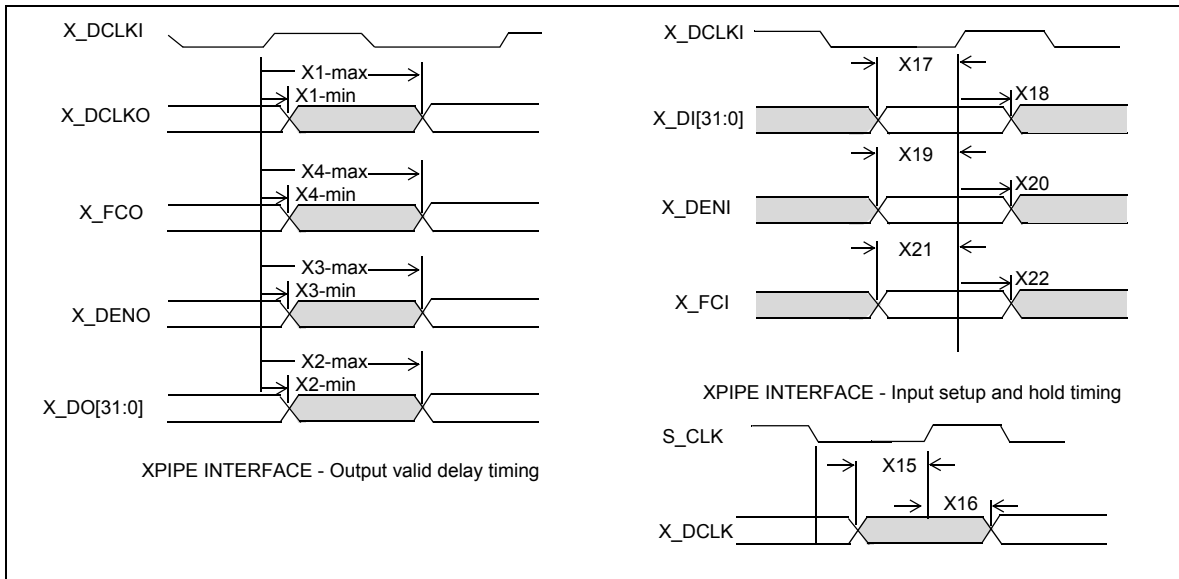 X_DCLKI
X1-max
X1-min
X_DCLKO
X4-max
X4-min
X_FCO
X3-max
X3-min
X_DENO
X2-max
X2-min
X_DO[31:0]
XPIPE INTERFACE - Output valid delay timing
X_DCLKI
X17
X18
X_DI[31:0]
X19
X20
X_DENI
X21
X22
X_FCI
XPIPE INTERFACE - Input setup and hold timing
S_CLK
X15
X16
X_DCLK